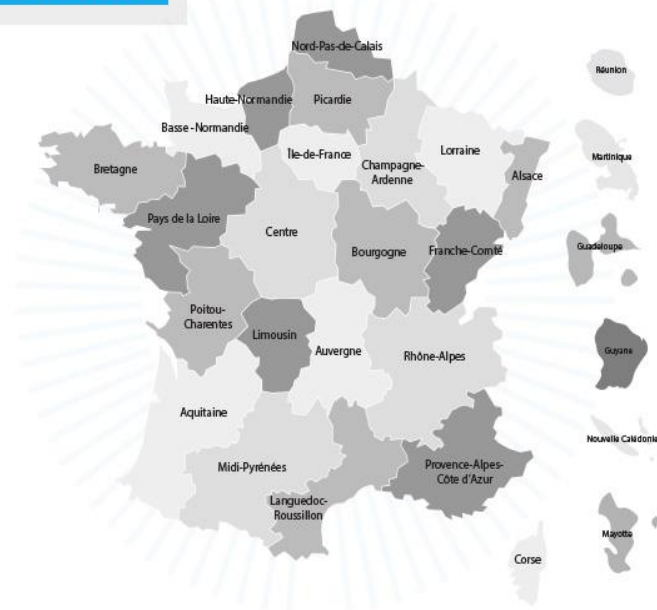 Nord-Pas-de-Calais
Réunion
Haute-Normandie
Picardie
Basse-Normandie
Île-de-France
Lorraine
Martinique
Bretagne
Champagne-
Ardenne
Alsace
Pays de la Loire
Centre
Bourgogne
Franche-Comté
Guadeloupe
Poitou-
Charentes
Limousin
Auvergne
Rhône-Alpes
Guyane
Aquitaine
Nouvelle Calédonie
Midi-Pyrénées
Provence-Alpes-
Côte d'Azur
Languedoc-
Roussillon
Mayotte
Corse